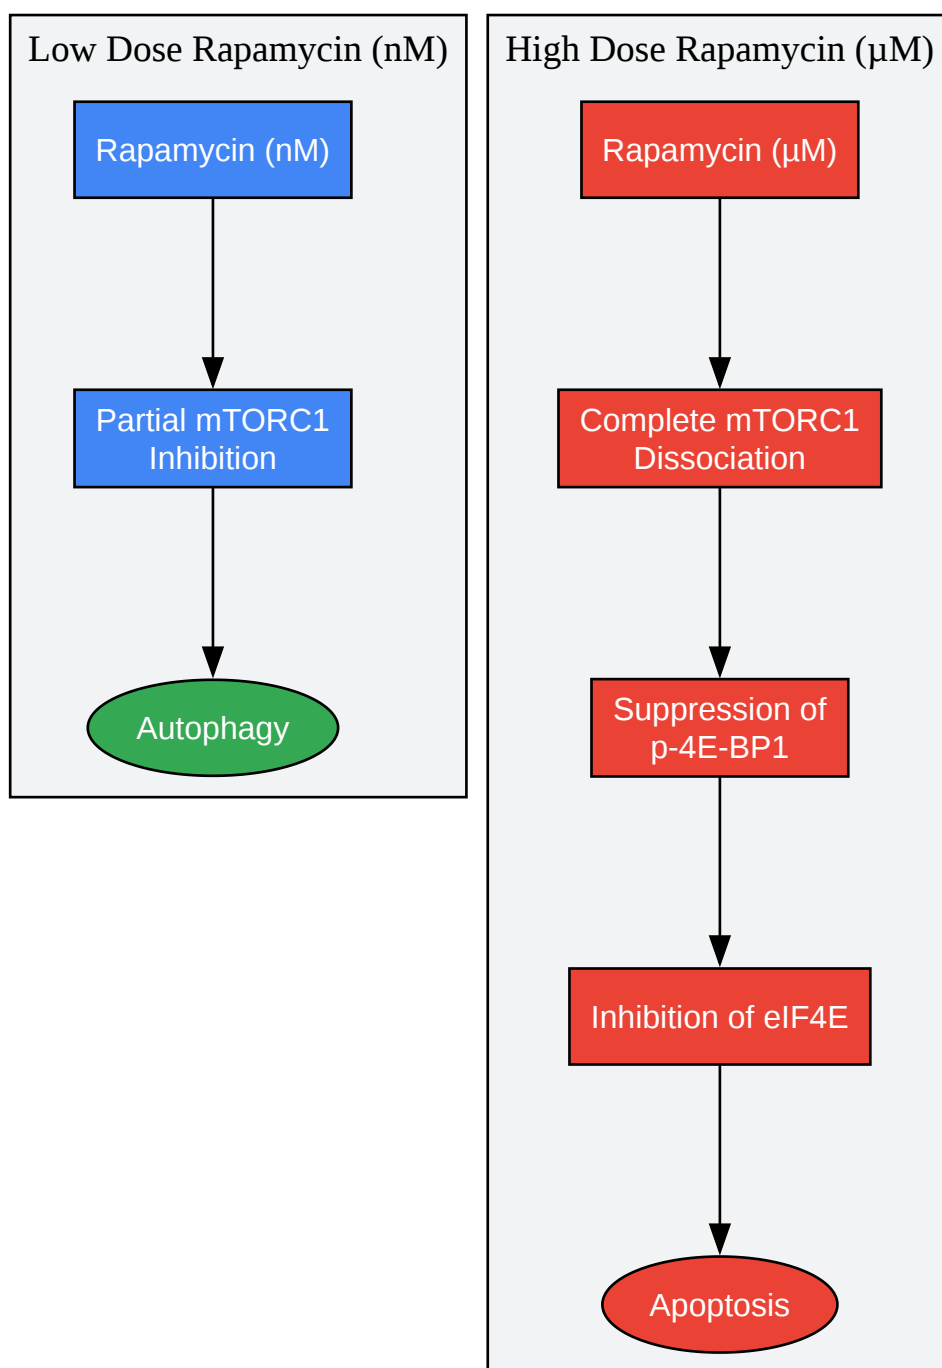 Low Dose Rapamycin (nM)
Rapamycin (nM)
Partial mTORC1
Inhibition
Autophagy
High Dose Rapamycin (µM)
Rapamycin (µM)
Complete mTORC1
Dissociation
Suppression of
p-4E-BP1
Inhibition of eIF4E
Apoptosis